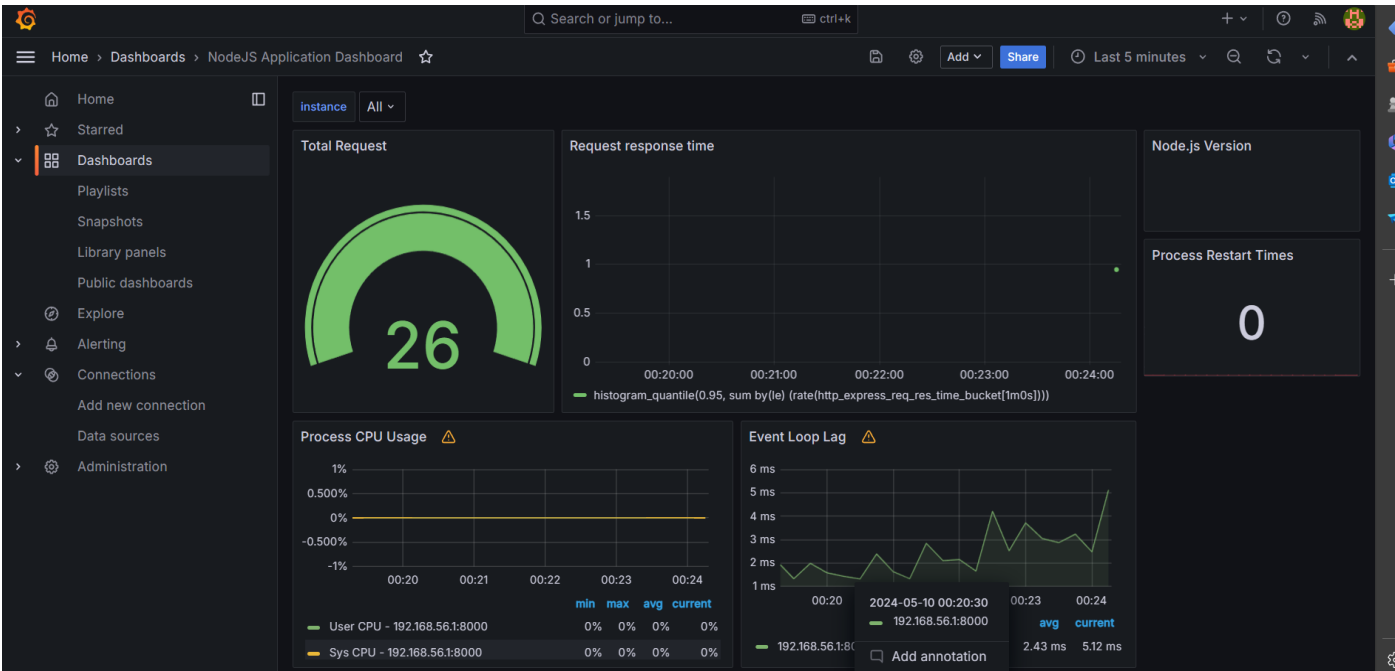 Search or jump to... ctrl+k
Home › Dashboards › NodeJS Application Dashboard
Add Share Last 5 minutes
Home
Starred
Dashboards
Playlists
Snapshots
Library panels
Public dashboards
Explore
Alerting
Connections
Add new connection
Data sources
Administration
instance All
Total Request
26
Request response time
1.5
1
0.5
0
00:20:00 00:21:00 00:22:00 00:23:00 00:24:00
histogram_quantile(0.95, sum by(le) (rate(http_express_req_res_time_bucket[1m0s])))
Node.js Version
Process Restart Times
0
Process CPU Usage
1%
0.500%
0%
-0.500%
-1%
00:20 00:21 00:22 00:23 00:24
min max avg current
User CPU - 192.168.56.1:8000 0% 0% 0% 0%
Sys CPU - 192.168.56.1:8000 0% 0% 0% 0%
Event Loop Lag
6 ms
5 ms
4 ms
3 ms
2 ms
1 ms
00:20 00:23 00:24
avg current
192.168.56.1:80 2.43 ms 5.12 ms
2024-05-10 00:20:30
192.168.56.1:8000
Add annotation